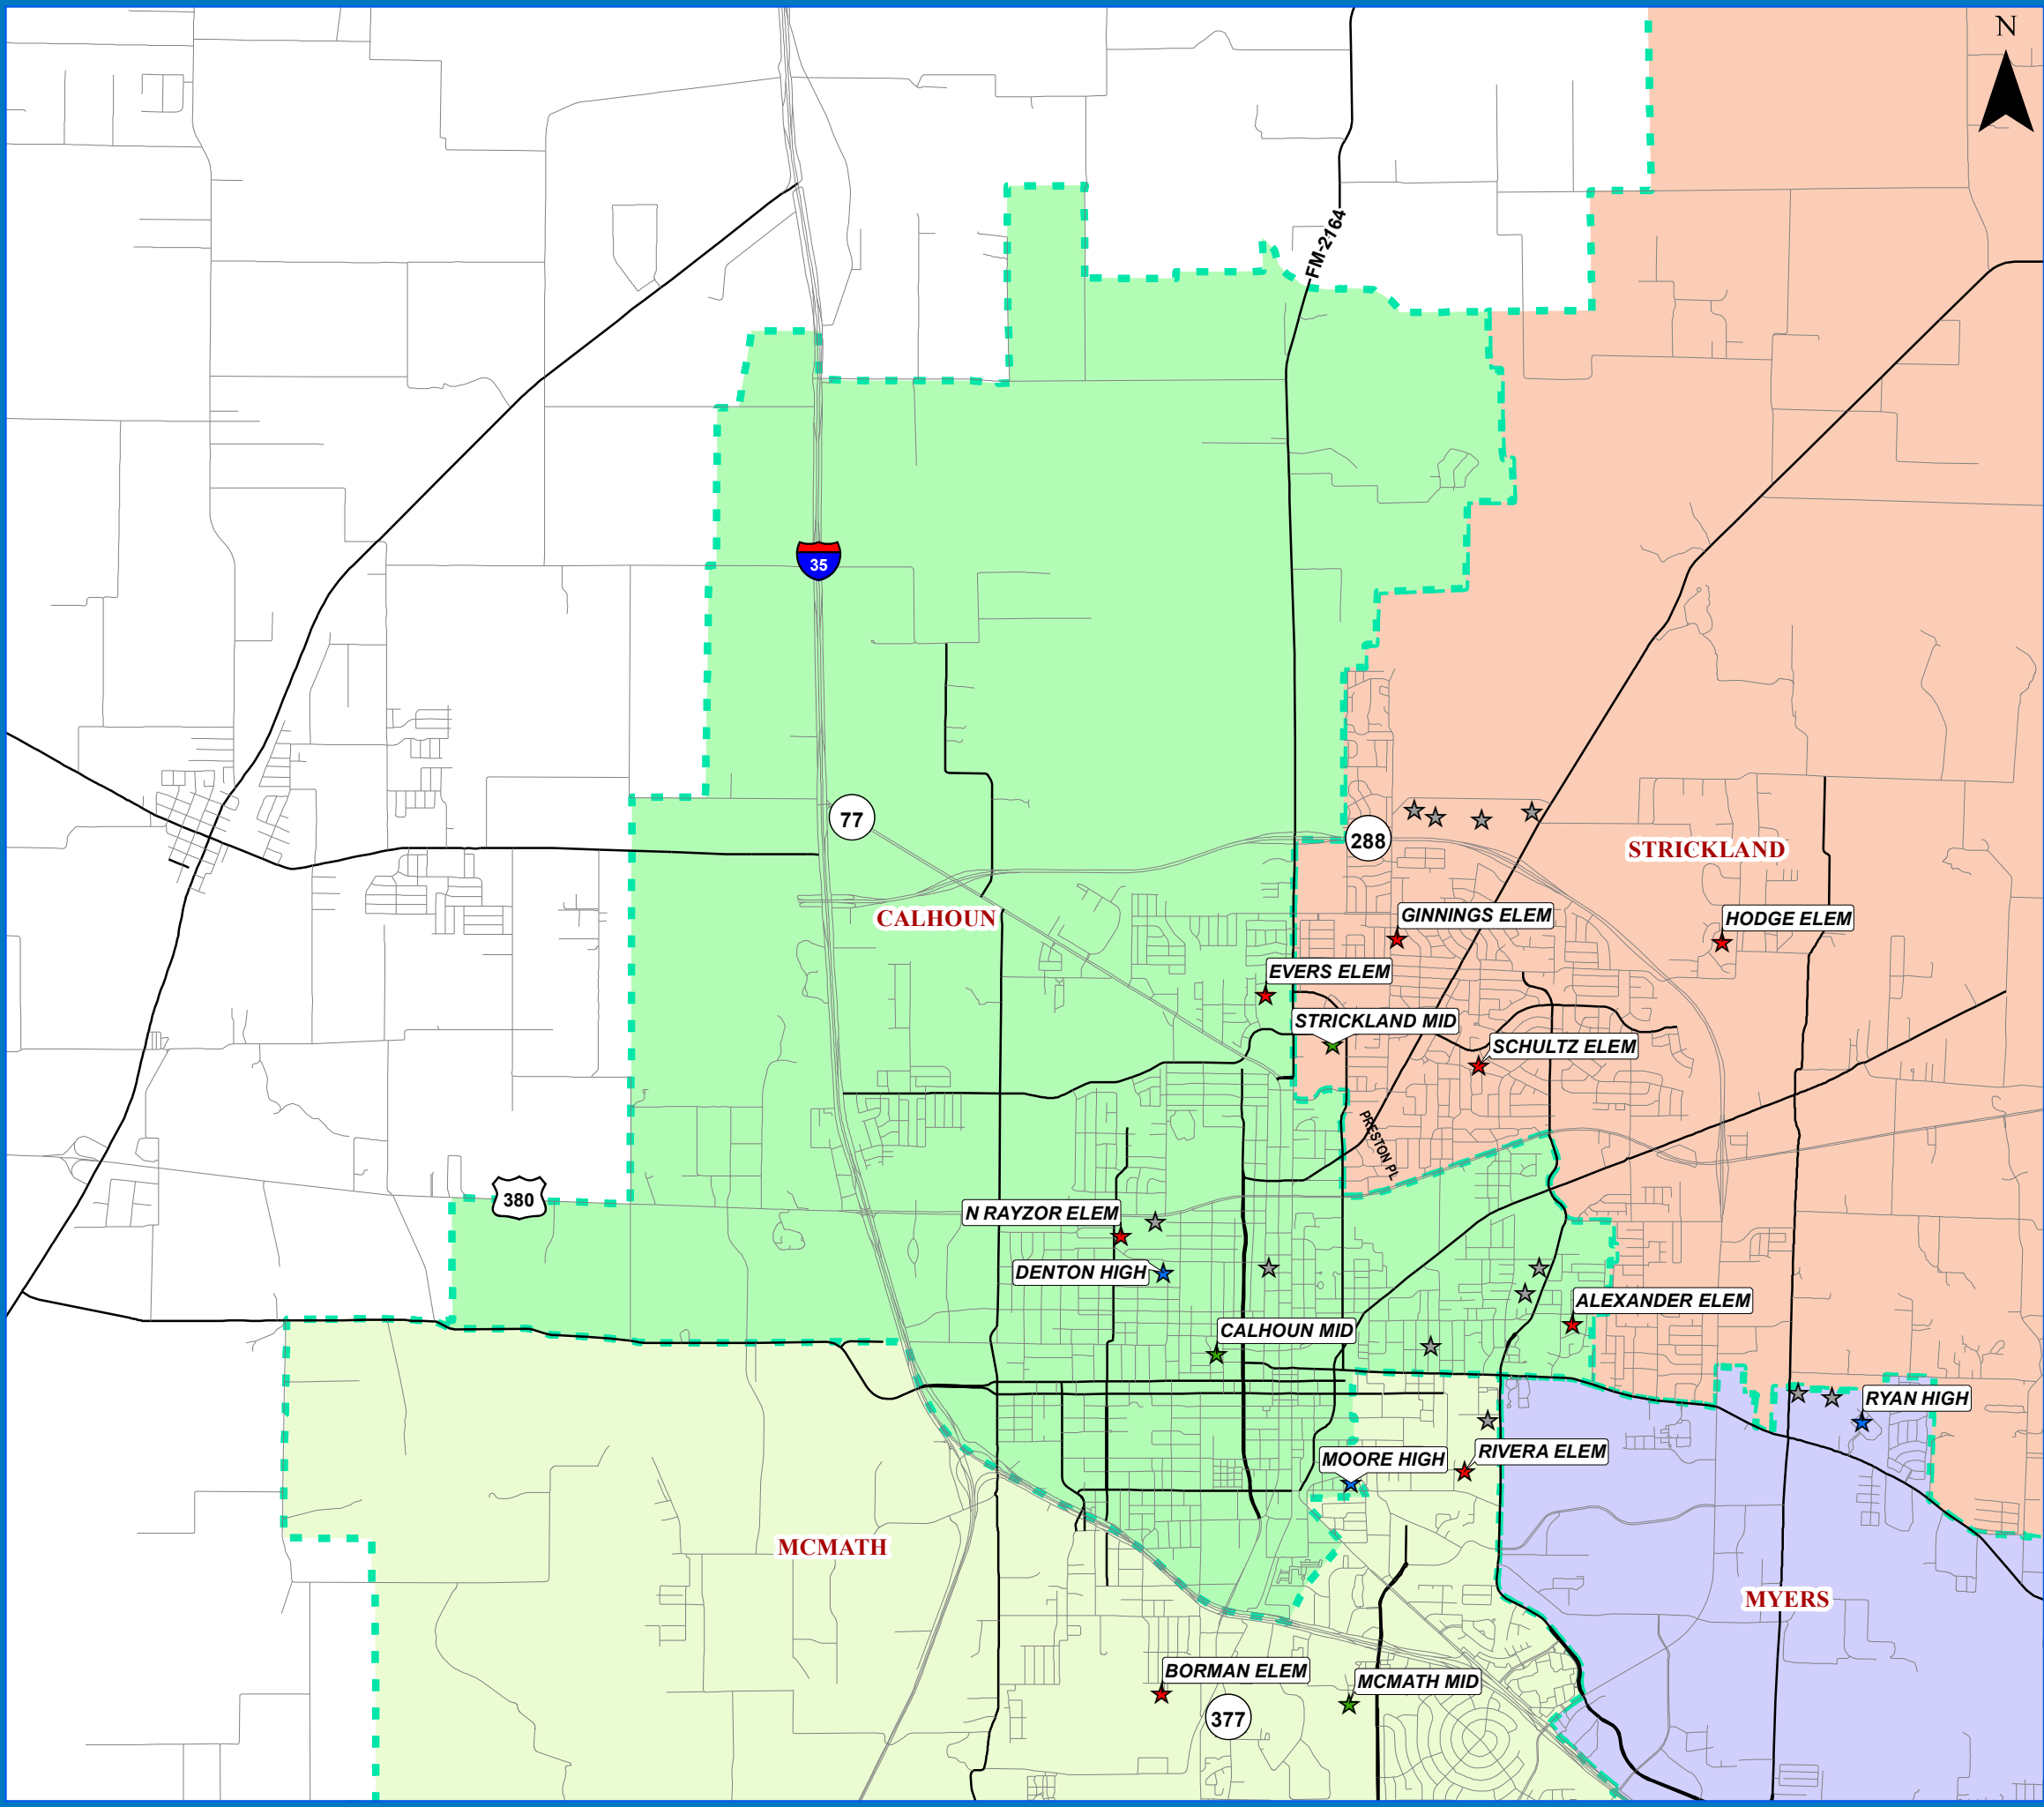 N
FM-2164
35
77
288
STRICKLAND
CALHOUN
GINNINGS ELEM
HODGE ELEM
EVERS ELEM
STRICKLAND MID
SCHULTZ ELEM
PRESTON PL
380
N RAYZOR ELEM
DENTON HIGH
ALEXANDER ELEM
CALHOUN MID
RYAN HIGH
RIVERA ELEM
MOORE HIGH
MCMATH
MYERS
BORMAN ELEM
MCMATH MID
377